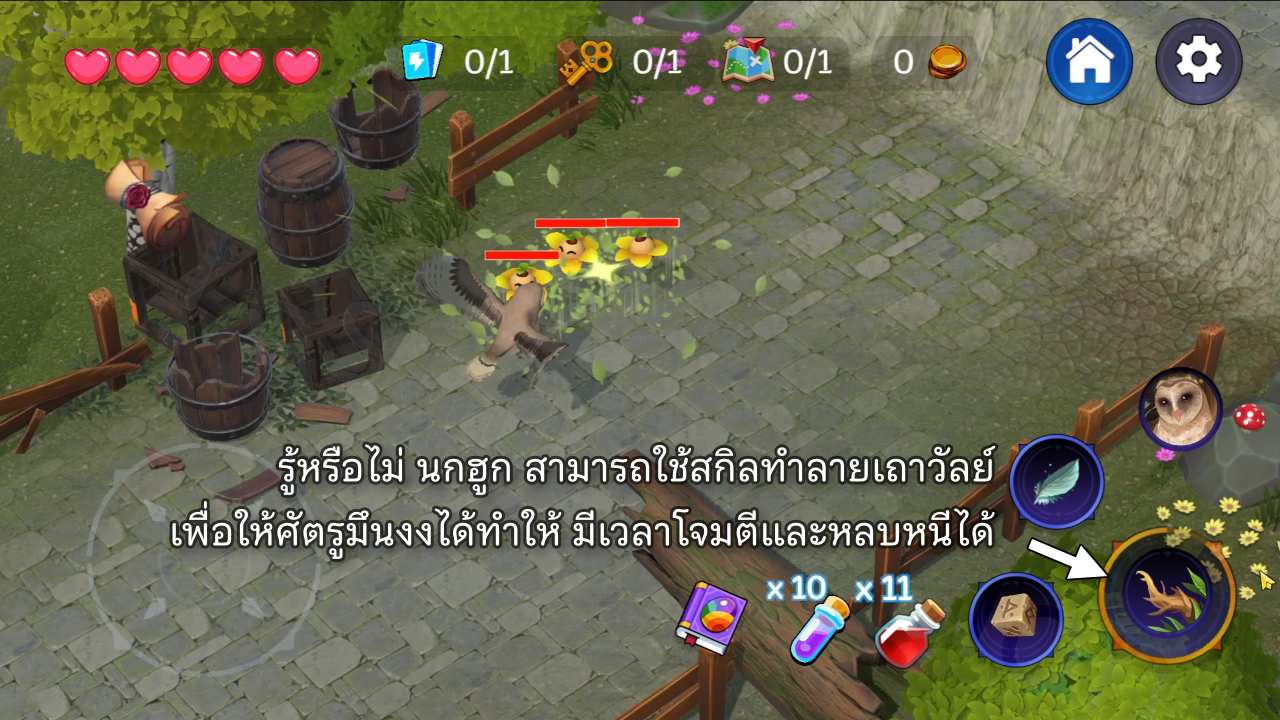 0/1 0/1 0/1 0
รู้หรือไม่ นกฮูก สามารถใช้สกิลทำลายเถาวัลย์
เพื่อให้ศัตรูมึนงงได้ทำให้ มีเวลาโจมตีและหลบหนีได้
x 10 x 11